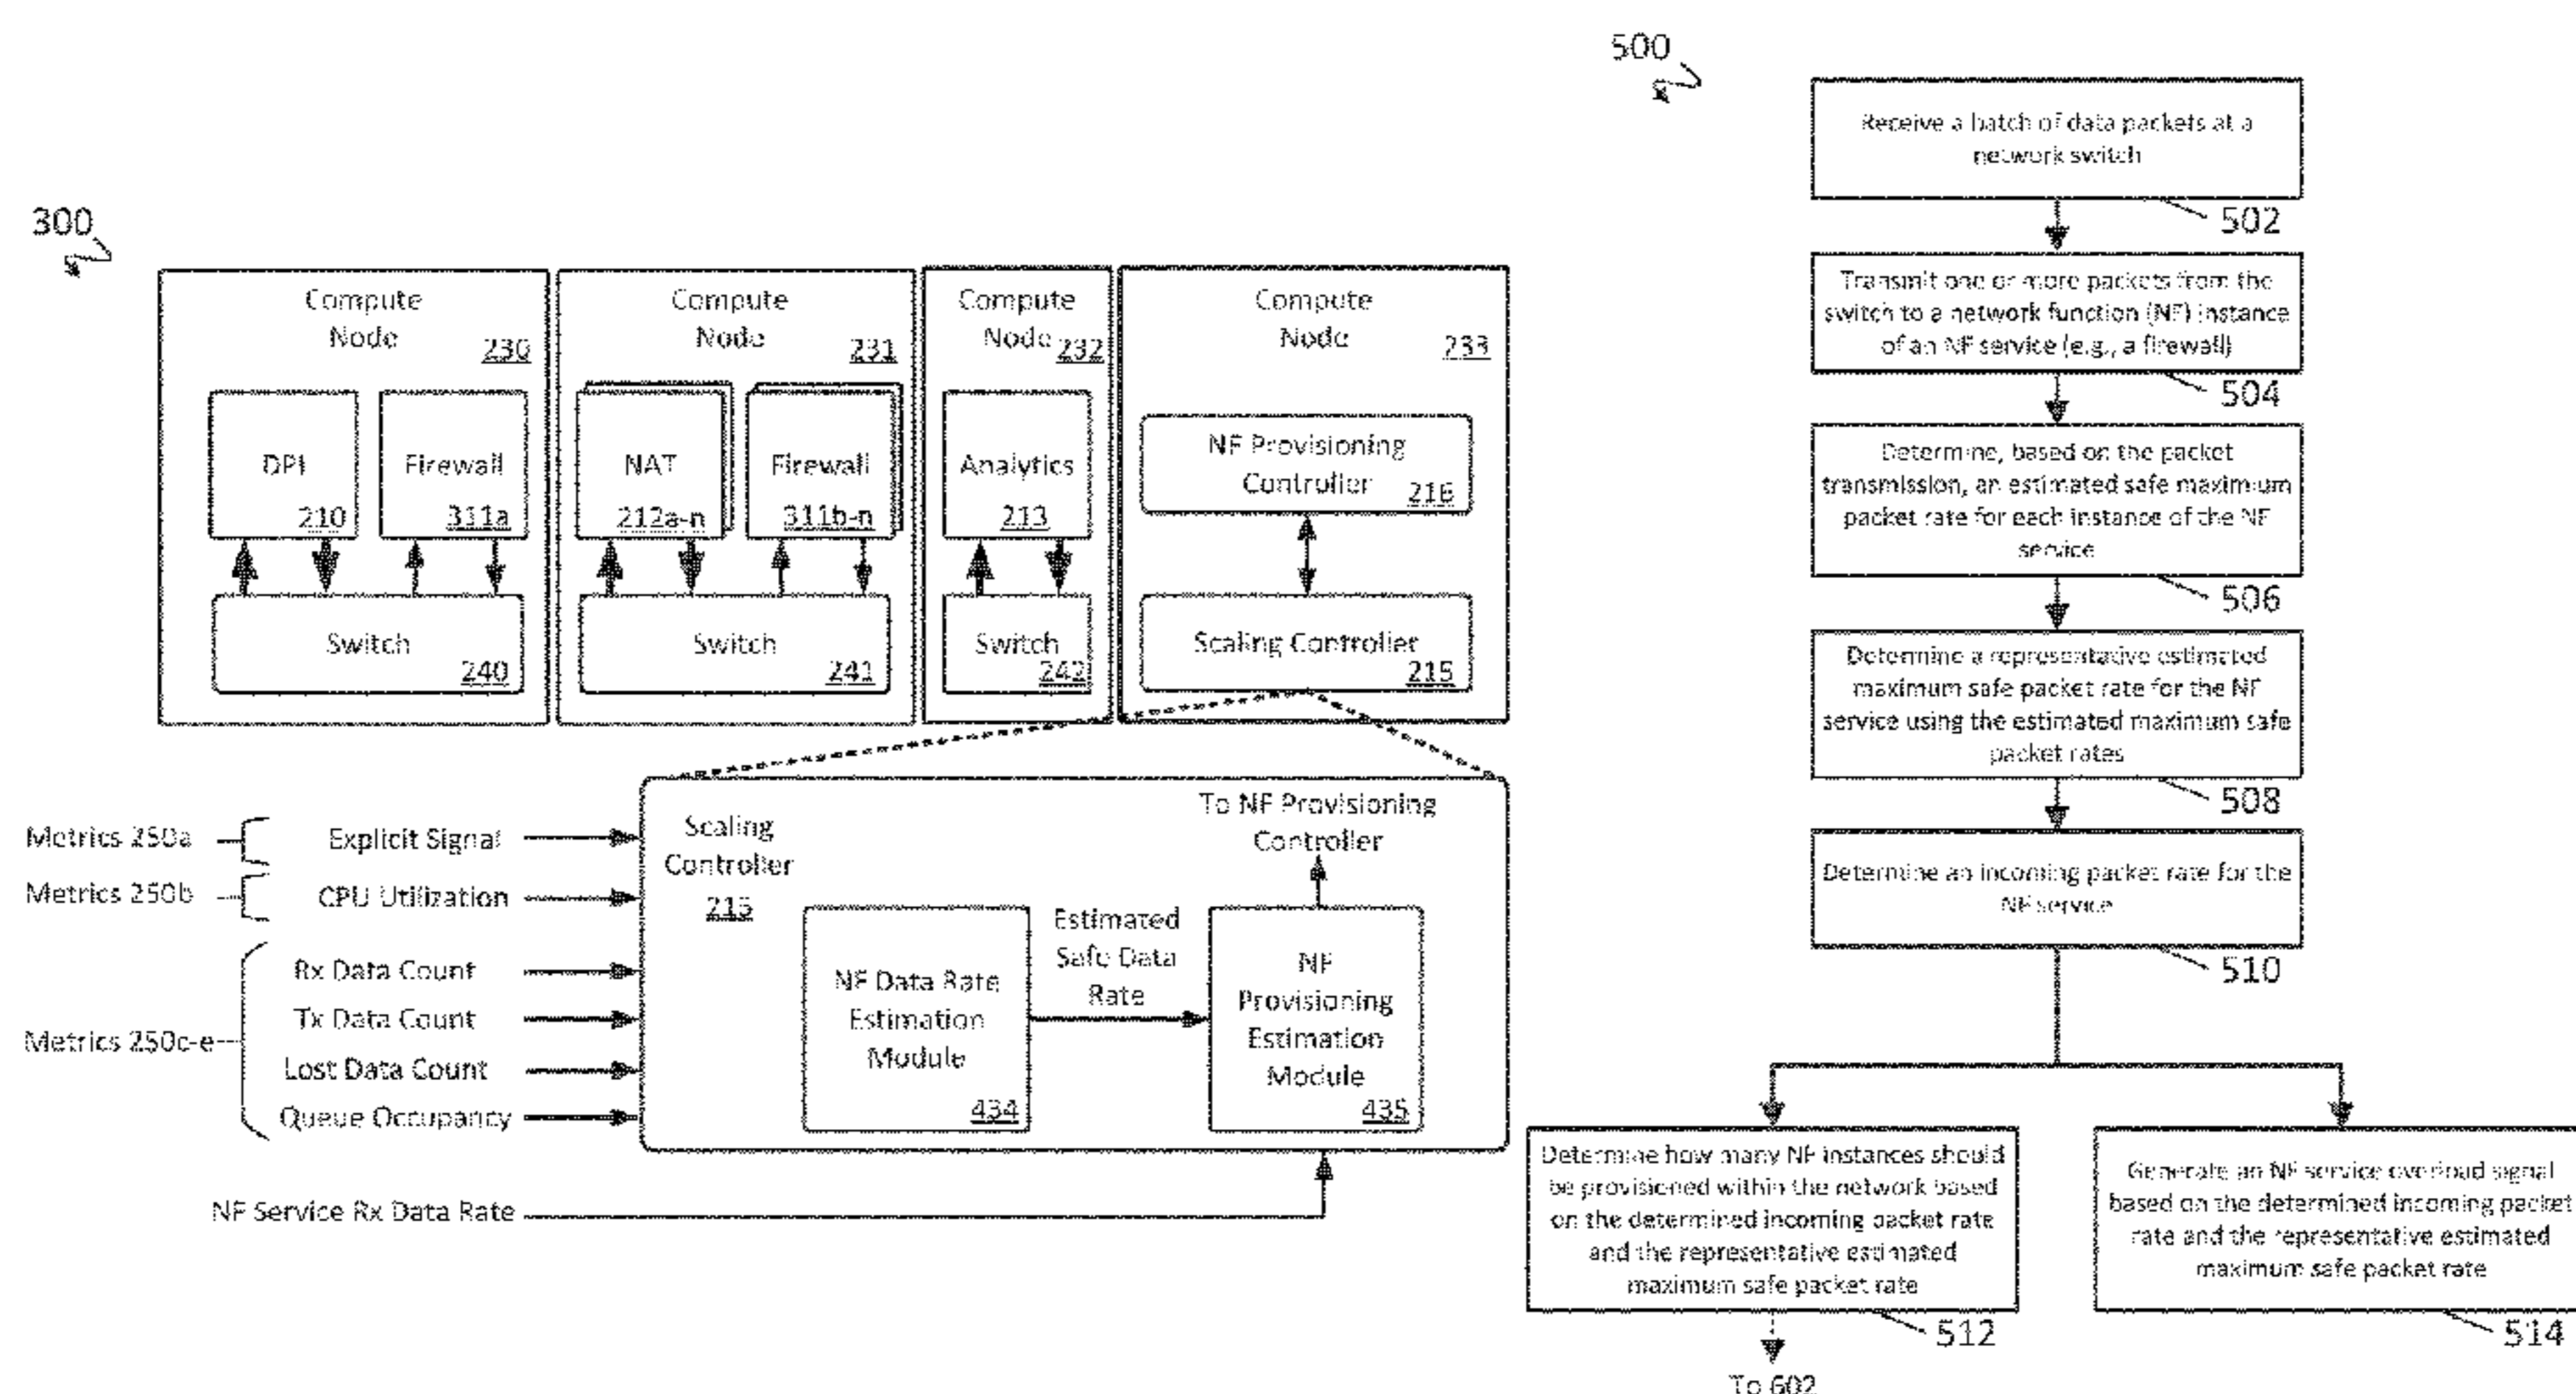 300
Compute
Node
230
DPI
210
Firewall
311a
Switch
240
Compute
Node
231
NAT
212a-n
Firewall
311b-n
Switch
241
Compute
Node 232
Analytics
213
Switch
242
Compute
Node
233
NF Provisioning
Controller
216
Scaling Controller
215
Metrics 250a
Explicit Signal
Metrics 250b
CPU Utilization
Metrics 250c-e
Rx Data Count
Tx Data Count
Lost Data Count
Queue Occupancy
Scaling
Controller
215
To NF Provisioning
Controller
NF Data Rate
Estimation
Module
434
Estimated
Safe Data
Rate
NF
Provisioning
Estimation
Module
435
NF Service Rx Data Rate
500
Receive a batch of data packets at a
network switch
502
Transmit one or more packets from the
switch to a network function (NF) instance
of an NF service (e.g., a firewall)
504
Determine, based on the packet
transmission, an estimated safe maximum
packet rate for each instance of the NF
service
506
Determine a representative estimated
maximum safe packet rate for the NF
service using the estimated maximum safe
packet rates
508
Determine an incoming packet rate for the
NF service
510
Determine how many NF instances should
be provisioned within the network based
on the determined incoming packet rate
and the representative estimated
maximum safe packet rate
512
To 602
Generate an NF service overload signal
based on the determined incoming packet
rate and the representative estimated
maximum safe packet rate
514